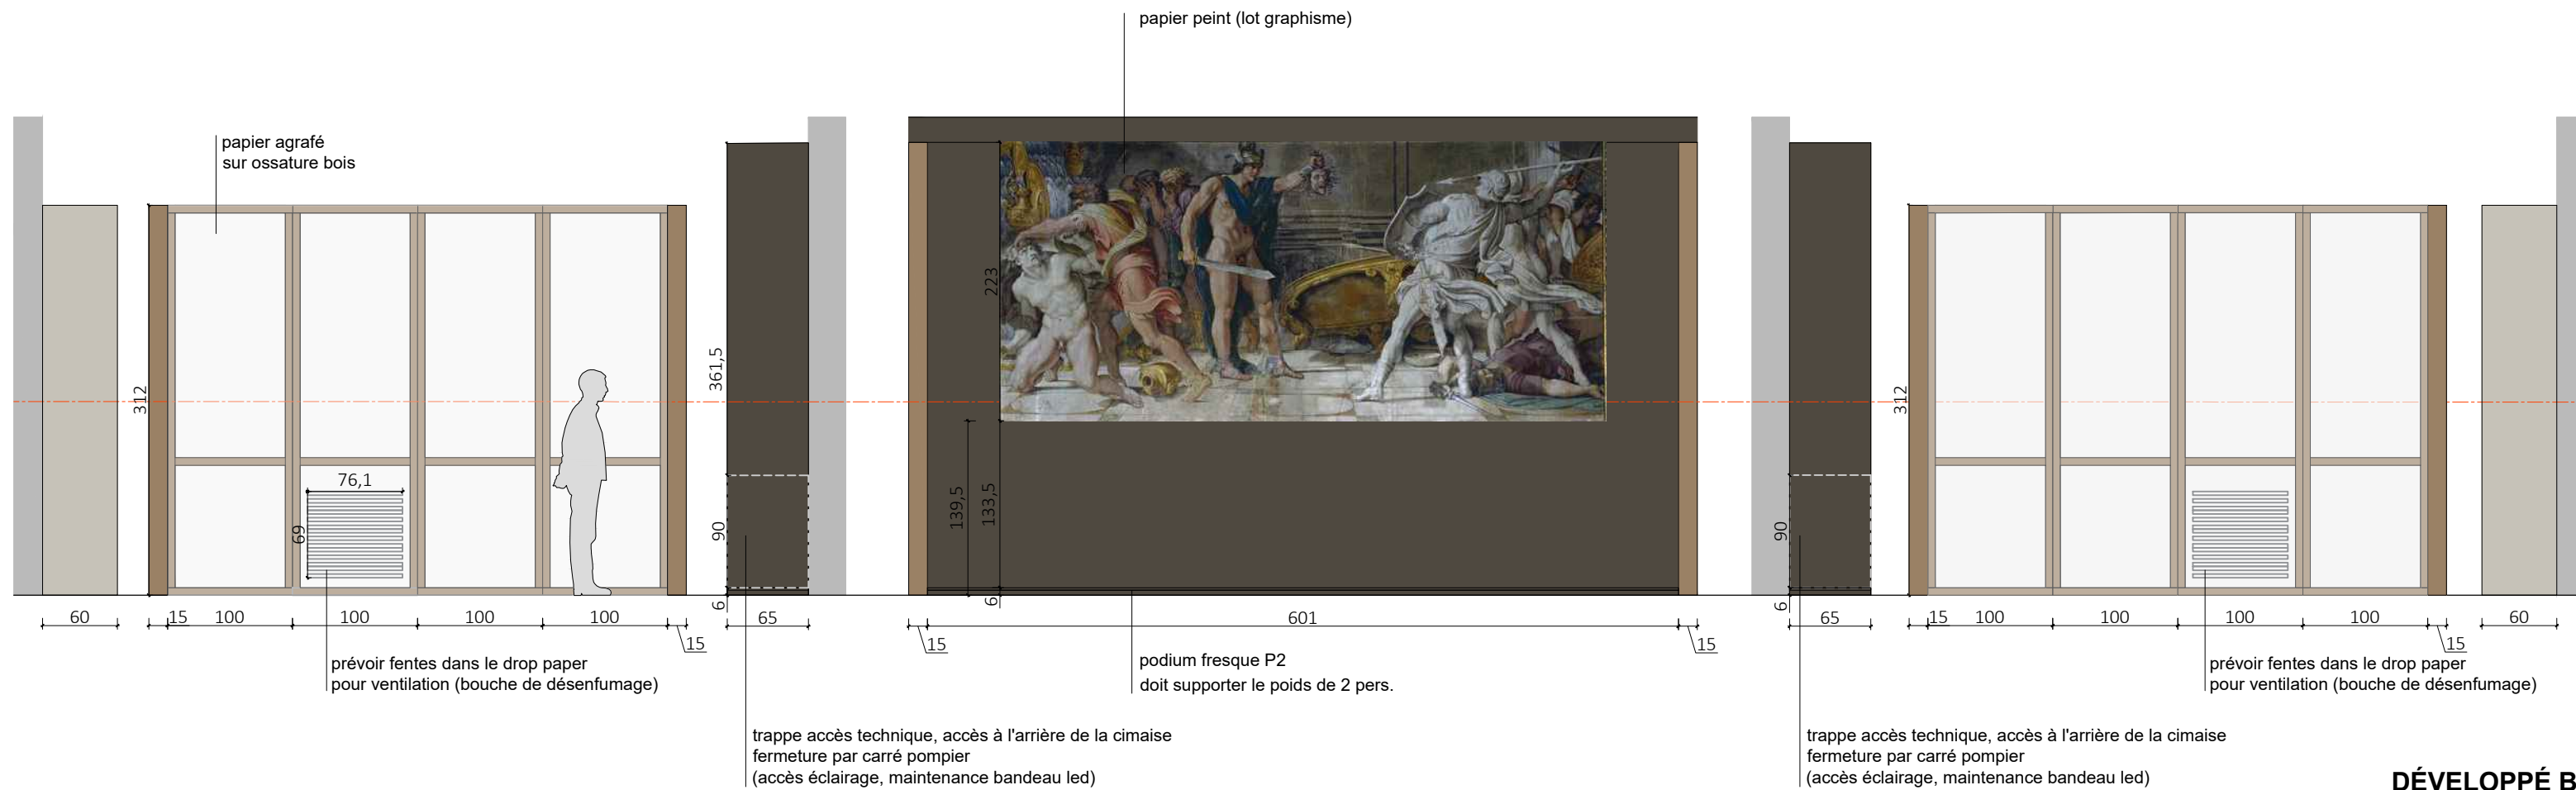 papier peint (lot graphisme)
papier agrafé
sur ossature bois
312
76,1
69
361,5
90
6
223
139,5
133,5
6
312
90
6
60
15
100
100
100
100
15
65
15
601
15
65
15
100
100
100
100
15
60
prévoir fentes dans le drop paper
pour ventilation (bouche de désenfumage)
podium fresque P2
doit supporter le poids de 2 pers.
prévoir fentes dans le drop paper
pour ventilation (bouche de désenfumage)
trappe accès technique, accès à l'arrière de la cimaise
fermeture par carré pompier
(accès éclairage, maintenance bandeau led)
trappe accès technique, accès à l'arrière de la cimaise
fermeture par carré pompier
(accès éclairage, maintenance bandeau led)
DÉVELOPPÉ B